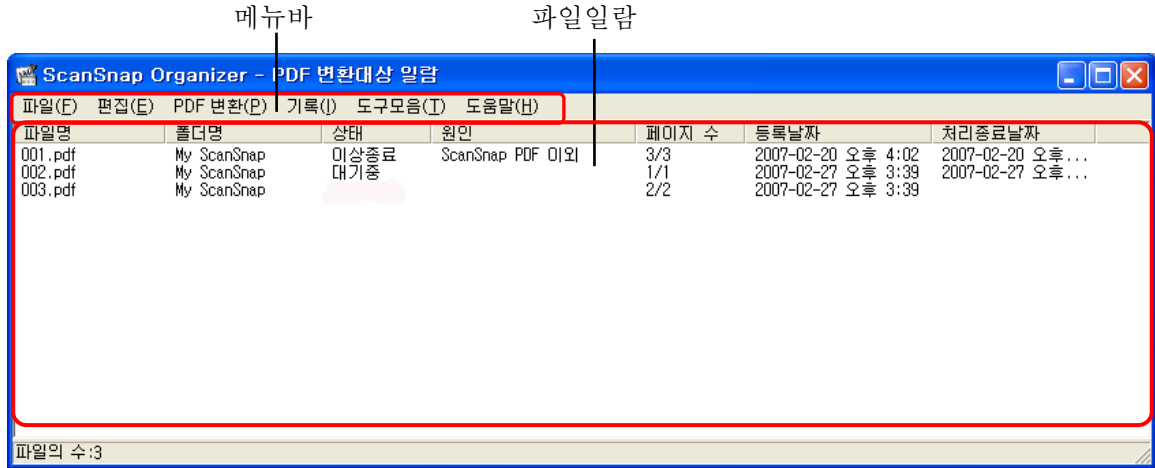 메뉴바 파일일람
ScanSnap Organizer - PDF 변환대상 일람
파일(F) 편집(E) PDF 변환(P) 기록(I) 도구모음(T) 도움말(H)
파일명 폴더명 상태 원인 페이지 수 등록날짜 처리종료날짜
001.pdf My ScanSnap 이상종료 ScanSnap PDF 이외 3/3 2007-02-20 오후 4:02 2007-02-20 오후...
002.pdf My ScanSnap 대기중 1/1 2007-02-27 오후 3:39 2007-02-27 오후...
003.pdf My ScanSnap 2/2 2007-02-27 오후 3:39
파일의 수:3